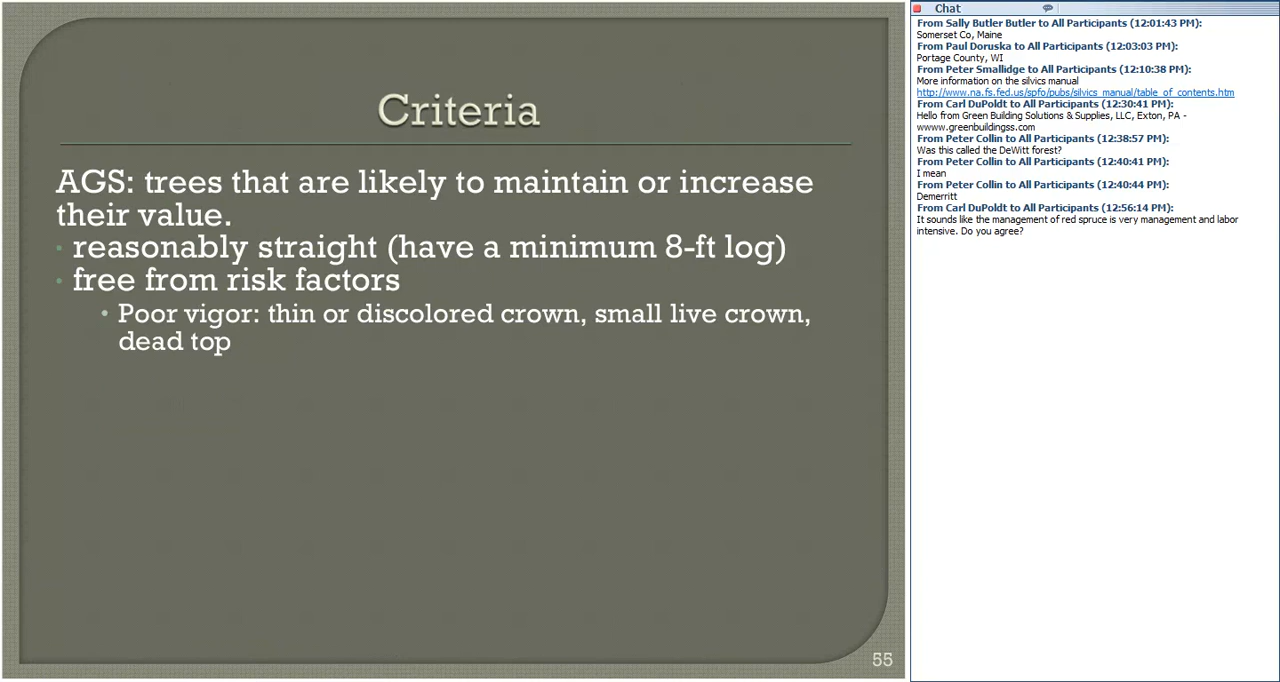 Criteria
AGS: trees that are likely to maintain or increase
their value.
· reasonably straight (have a minimum 8-ft log)
· free from risk factors
• Poor vigor: thin or discolored crown, small live crown,
dead top
55
Chat
From Sally Butler Butler to All Participants (12:01:43 PM):
Somerset Co, Maine
From Paul Doruska to All Participants (12:03:03 PM):
Portage County, WI
From Peter Smallidge to All Participants (12:10:38 PM):
More information on the silvics manual
http://www.na.fs.fed.us/spfo/pubs/silvics_manual/table_of_contents.htm
From Carl DuPoldt to All Participants (12:30:41 PM):
Hello from Green Building Solutions & Supplies, LLC, Exton, PA -
wwww.greenbuildingss.com
From Peter Collin to All Participants (12:38:57 PM):
Was this called the DeWitt forest?
From Peter Collin to All Participants (12:40:41 PM):
I mean
From Peter Collin to All Participants (12:40:44 PM):
Demerritt
From Carl DuPoldt to All Participants (12:56:14 PM):
It sounds like the management of red spruce is very management and labor
intensive. Do you agree?